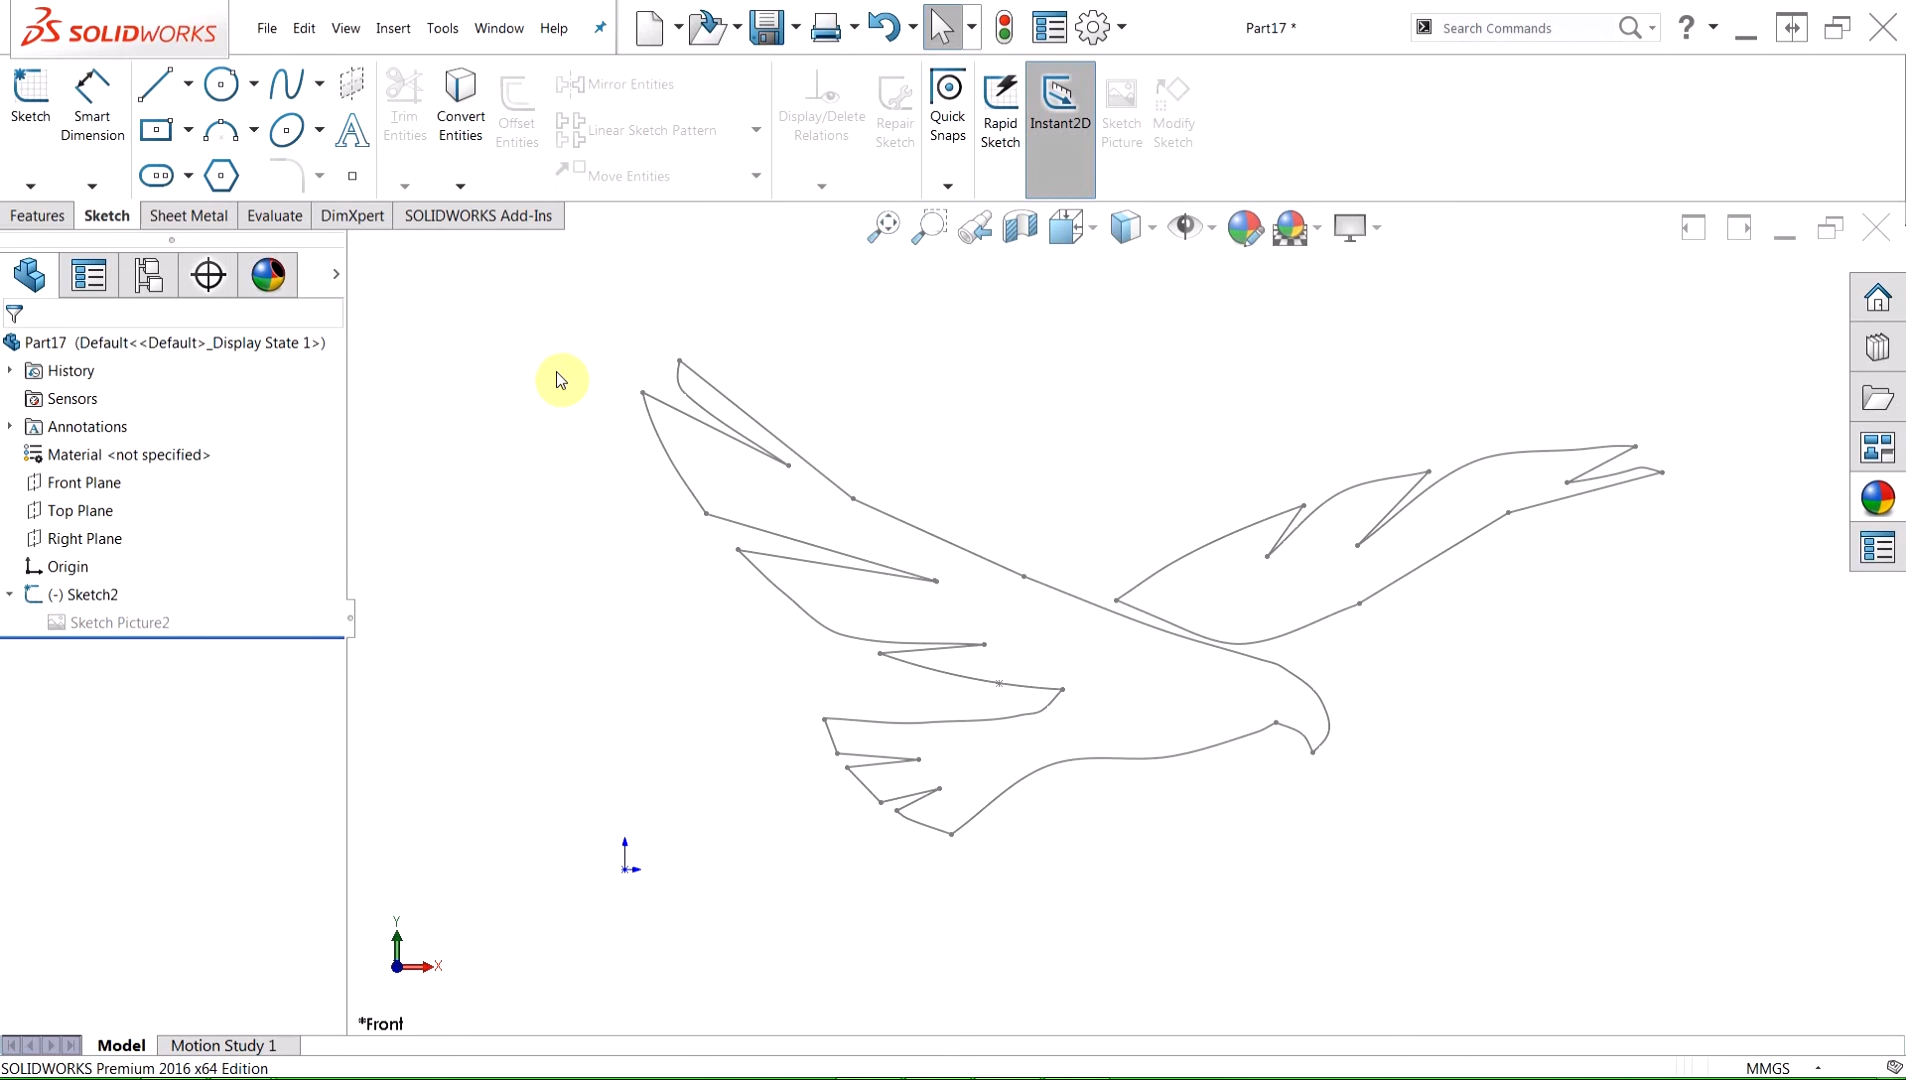 SOLIDWORKS
File Edit View Insert Tools Window Help
Part17 *
Search Commands
?
Sketch
Smart Dimension
Trim Entities
Convert Entities
Offset Entities
Mirror Entities
Linear Sketch Pattern
Move Entities
Display/Delete Relations
Repair Sketch
Quick Snaps
Rapid Sketch
Instant2D
Sketch Picture
Modify Sketch
Features Sketch Sheet Metal Evaluate DimXpert SOLIDWORKS Add-Ins
Part17 (Default<<Default>_Display State 1>)
History
Sensors
Annotations
Material <not specified>
Front Plane
Top Plane
Right Plane
Origin
(-) Sketch2
Sketch Picture2
Y
X
*Front
Model Motion Study 1
SOLIDWORKS Premium 2016 x64 Edition
MMGS